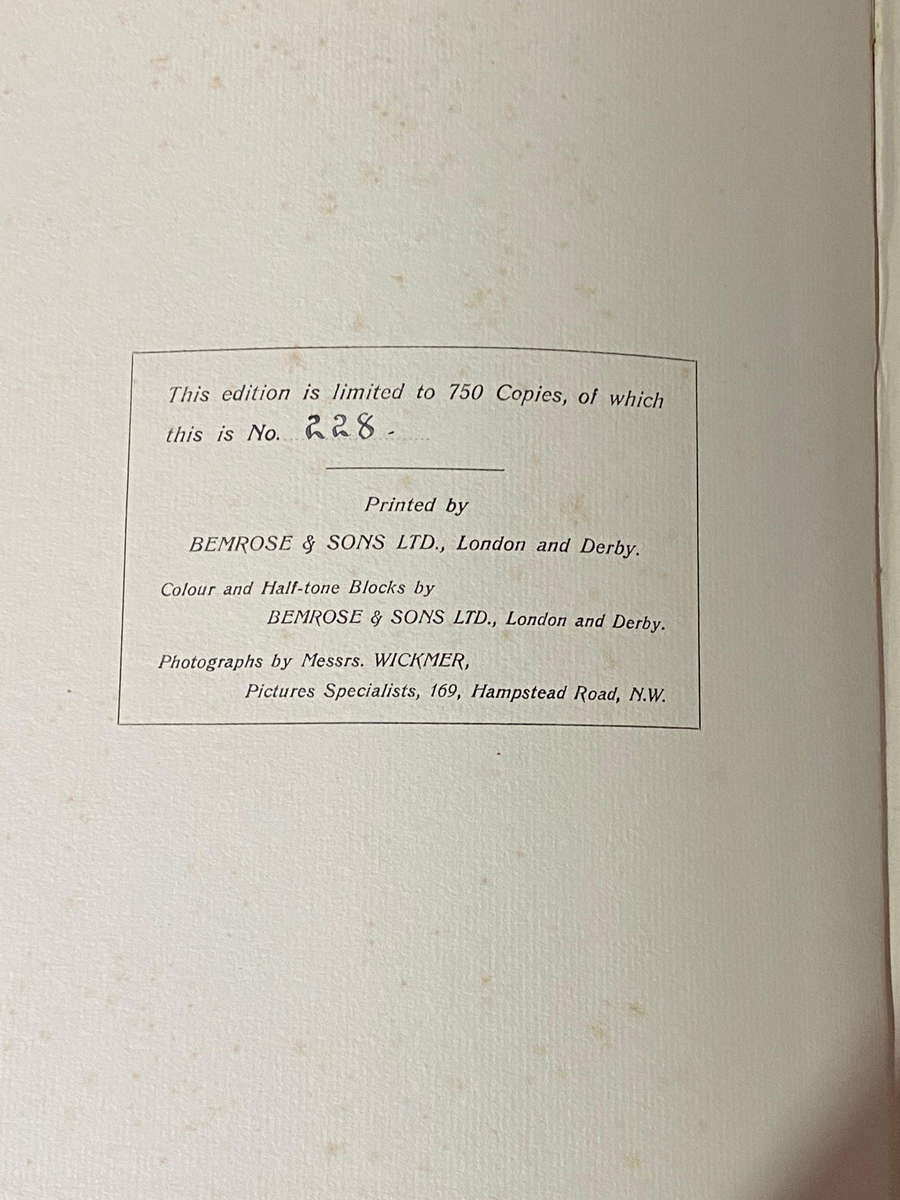 This edition is limited to 750 Copies, of which
this is No. 228.
Printed by
BEMROSE & SONS LTD., London and Derby.
Colour and Half-tone Blocks by
BEMROSE & SONS LTD., London and Derby.
Photographs by Messrs. WICKMER,
Pictures Specialists, 169, Hampstead Road, N.W.